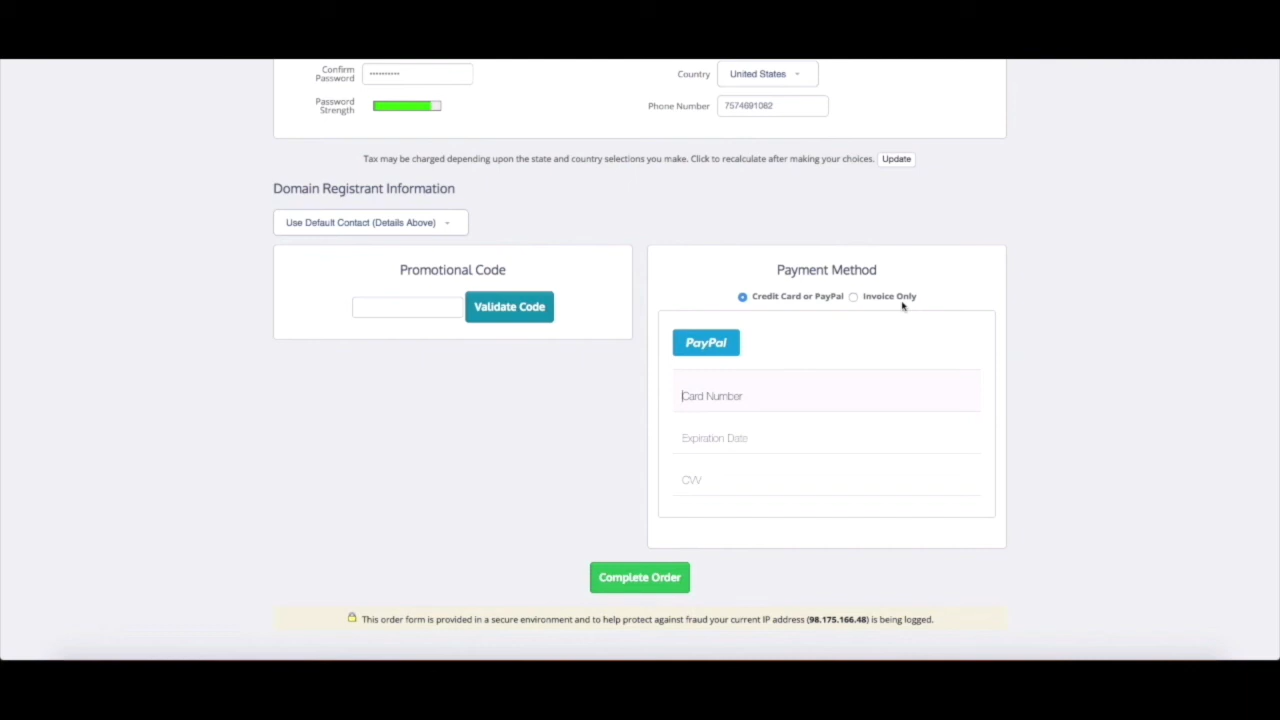 Confirm Password
Country
United States
Password Strength
Phone Number
7574691082
Tax may be charged depending upon the state and country selections you make. Click to recalculate after making your choices.
Update
Domain Registrant Information
Use Default Contact (Details Above)
Promotional Code
Validate Code
Payment Method
Credit Card or PayPal
Invoice Only
PayPal
Card Number
Expiration Date
CVV
Complete Order
This order form is provided in a secure environment and to help protect against fraud your current IP address (98.175.166.48) is being logged.